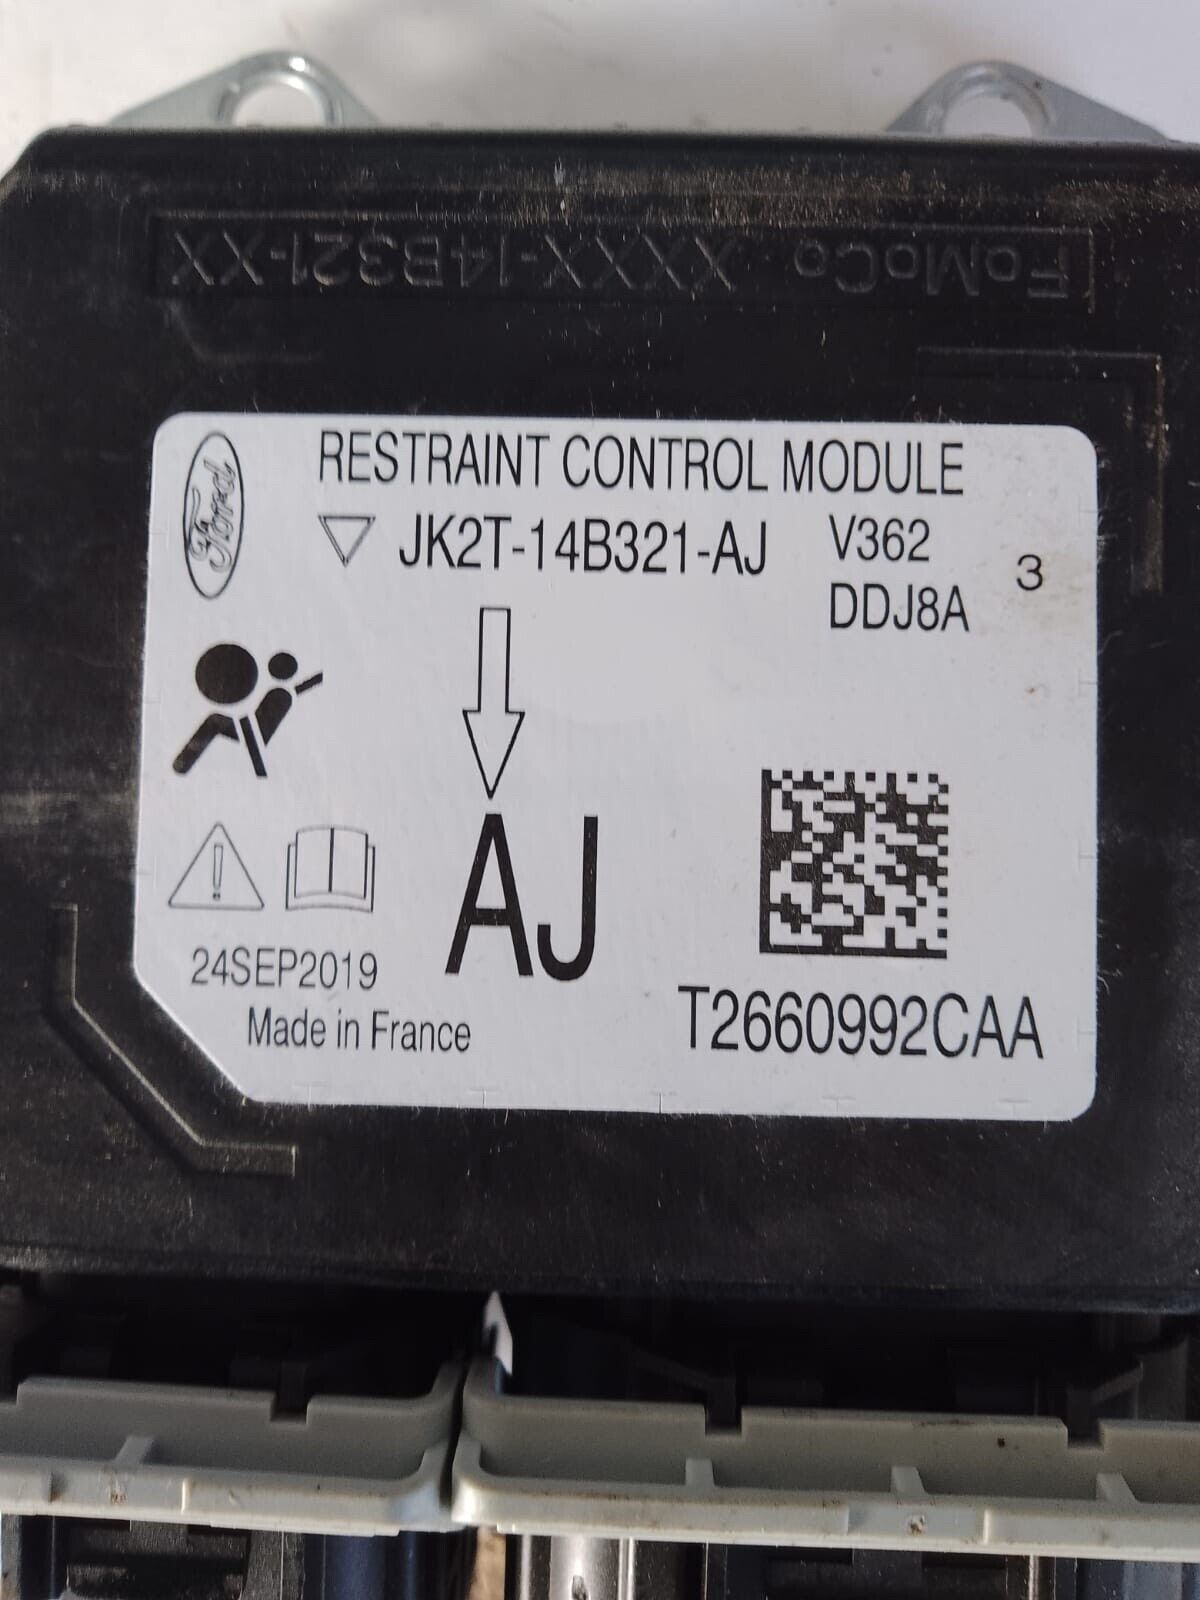 FoMoCo XXXX-14B321-XX
Ford
RESTRAINT CONTROL MODULE
JK2T-14B321-AJ
V362
DDJ8A
3
AJ
24SEP2019
Made in France
T2660992CAA